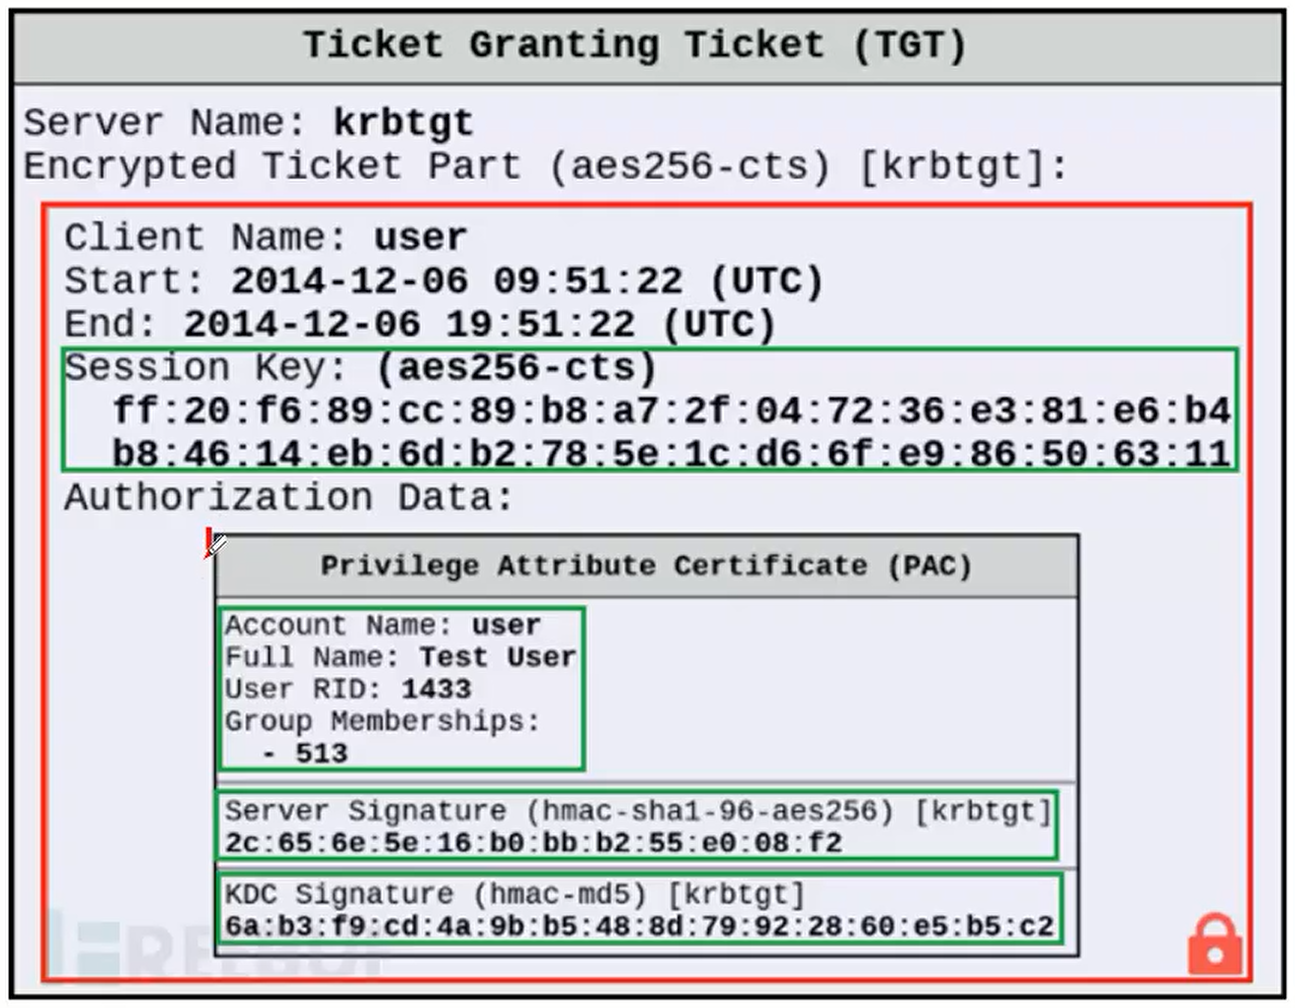 Ticket Granting Ticket (TGT)
Server Name: krbtgt
Encrypted Ticket Part (aes256-cts) [krbtgt]:
Client Name: user
Start: 2014-12-06 09:51:22 (UTC)
End: 2014-12-06 19:51:22 (UTC)
Session Key: (aes256-cts)
ff:20:f6:89:cc:89:b8:a7:2f:04:72:36:e3:81:e6:b4
b8:46:14:eb:6d:b2:78:5e:1c:d6:6f:e9:86:50:63:11
Authorization Data:
Privilege Attribute Certificate (PAC)
Account Name: user
Full Name: Test User
User RID: 1433
Group Memberships:
- 513
Server Signature (hmac-sha1-96-aes256) [krbtgt]
2c:65:6e:5e:16:b0:bb:b2:55:e0:08:f2
KDC Signature (hmac-md5) [krbtgt]
6a:b3:f9:cd:4a:9b:b5:48:8d:79:92:28:60:e5:b5:c2
FREEBUF